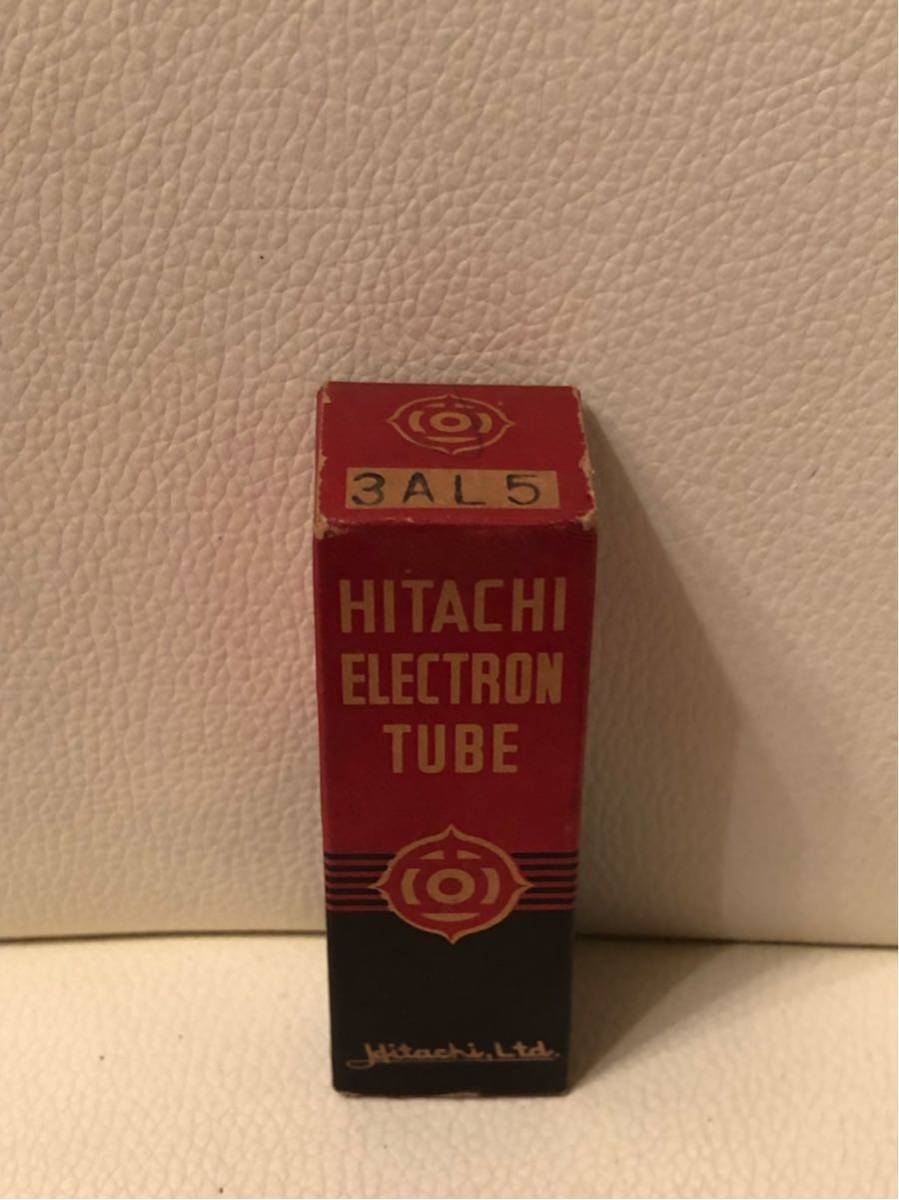 3AL5
HITACHI
ELECTRON
TUBE
Hitachi, Ltd.